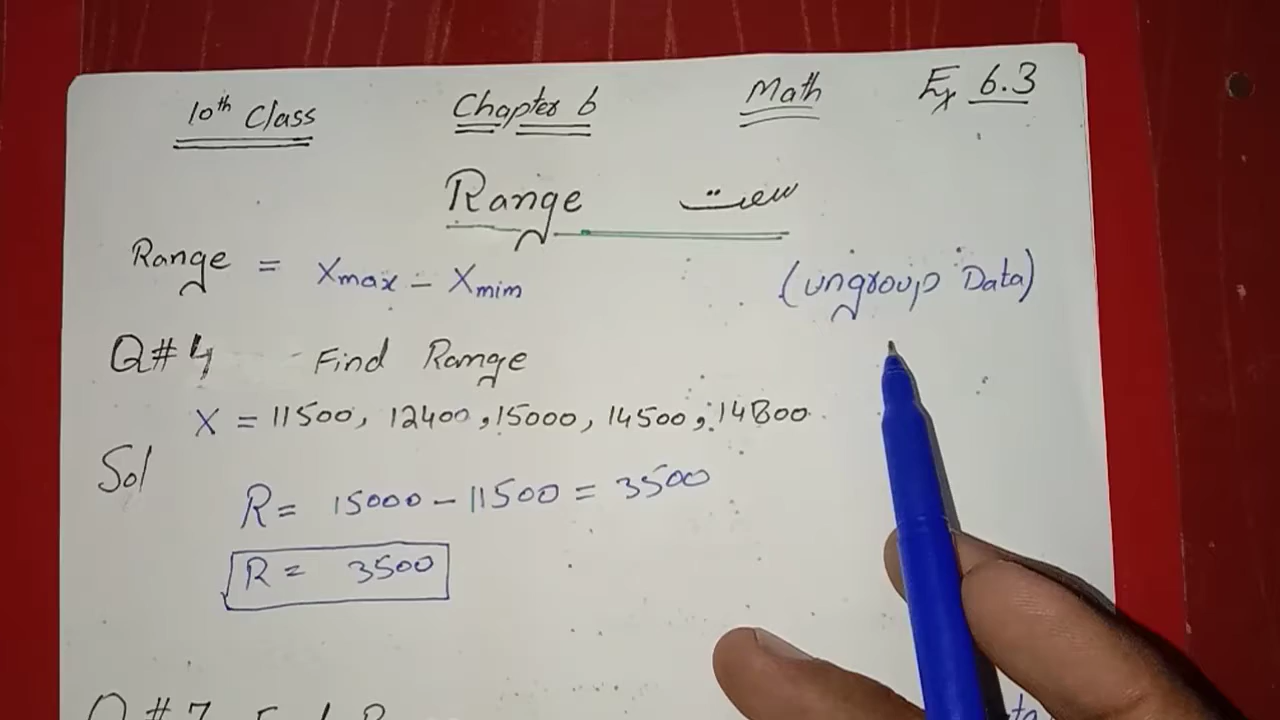 10th Class Chapter 6 Math Ex 6.3
Range سعت
Range = Xmax - Xmim
(ungroup Data)
Q#4 Find Range
X = 11500, 12400, 15000, 14500, 14800
Sol
R = 15000 - 11500 = 3500
R = 3500
Q#7